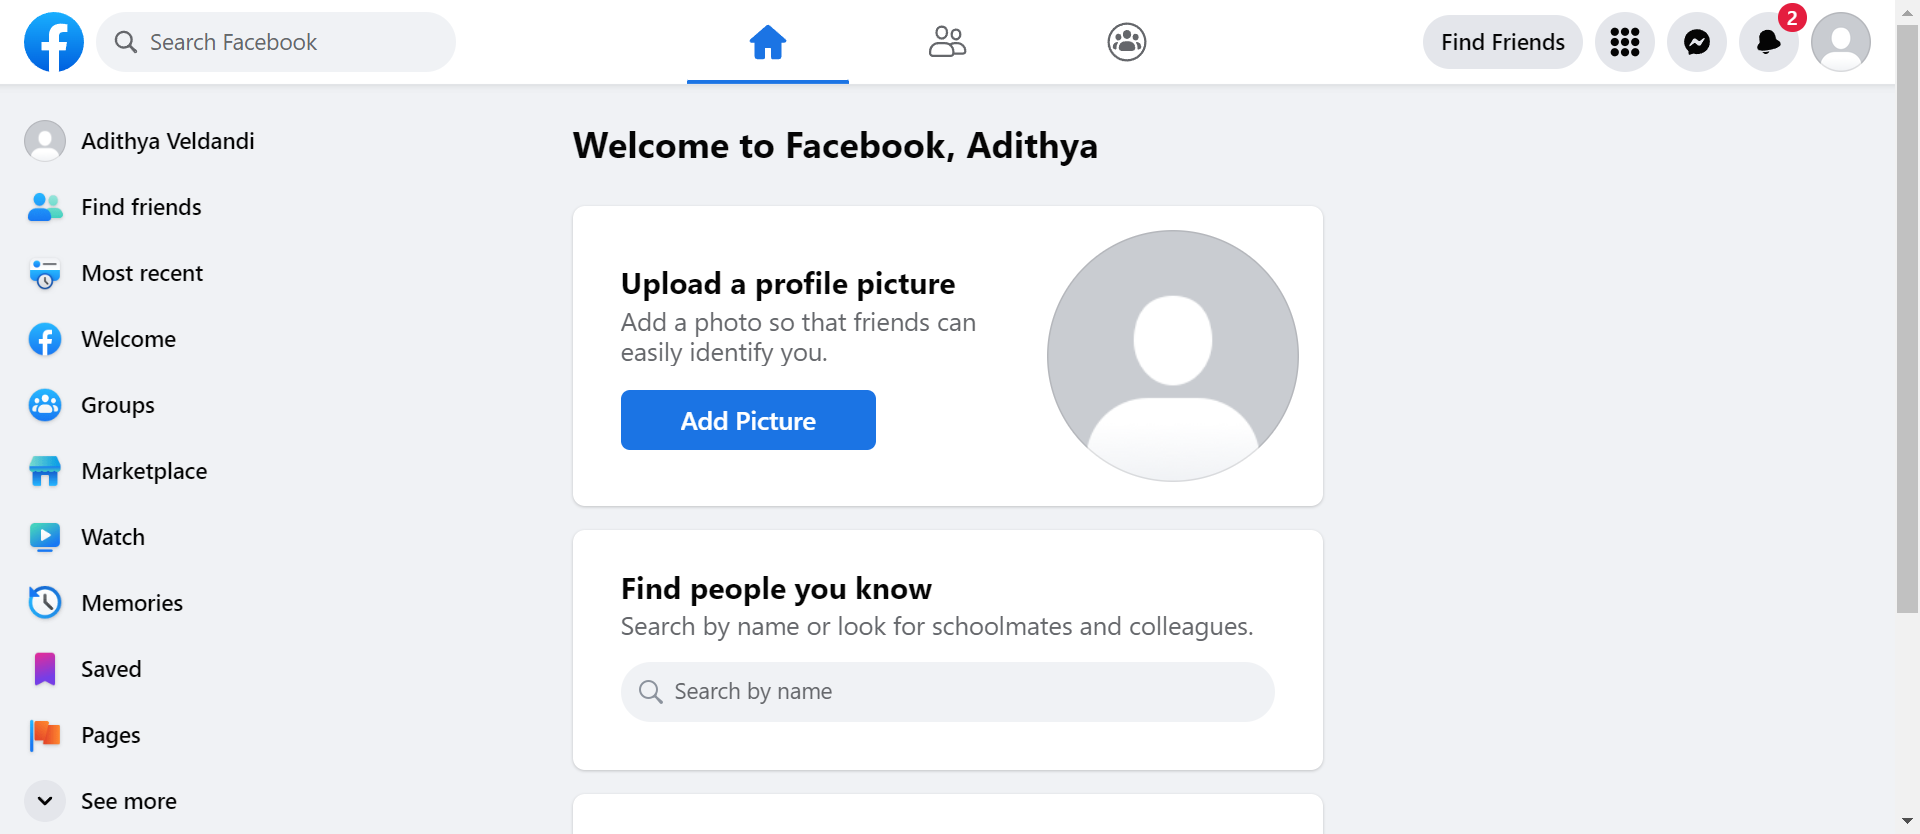 Search Facebook
Find Friends
2
Adithya Veldandi
Find friends
Most recent
Welcome
Groups
Marketplace
Watch
Memories
Saved
Pages
See more
Welcome to Facebook, Adithya
Upload a profile picture
Add a photo so that friends can
easily identify you.
Add Picture
Find people you know
Search by name or look for schoolmates and colleagues.
Search by name